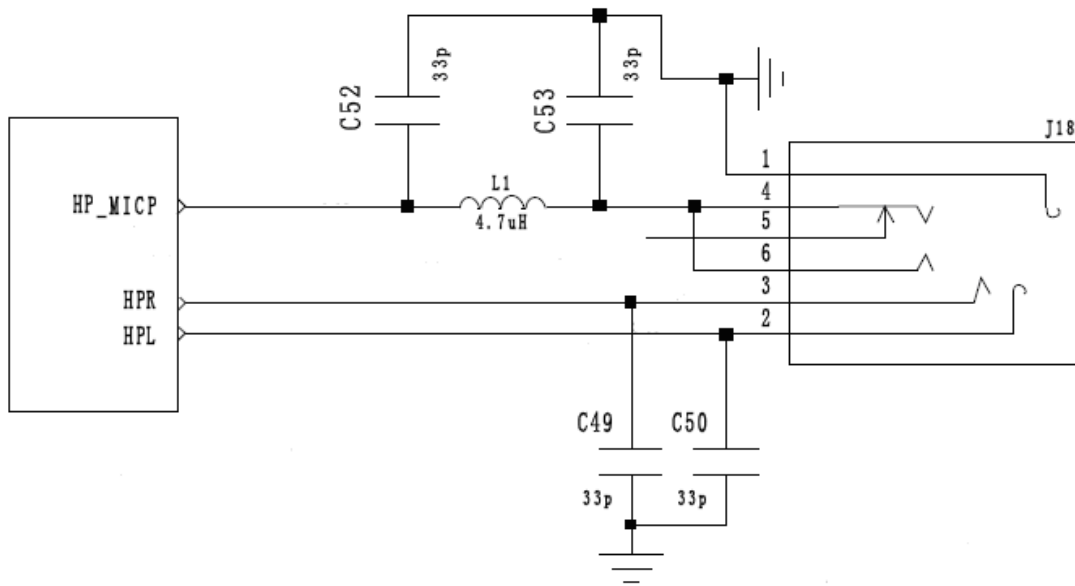 33p
33p
C52
C53
J18
1
L1
HP_MICP
4
4.7uH
5
6
HPR
3
HPL
2
C49
C50
33p
33p